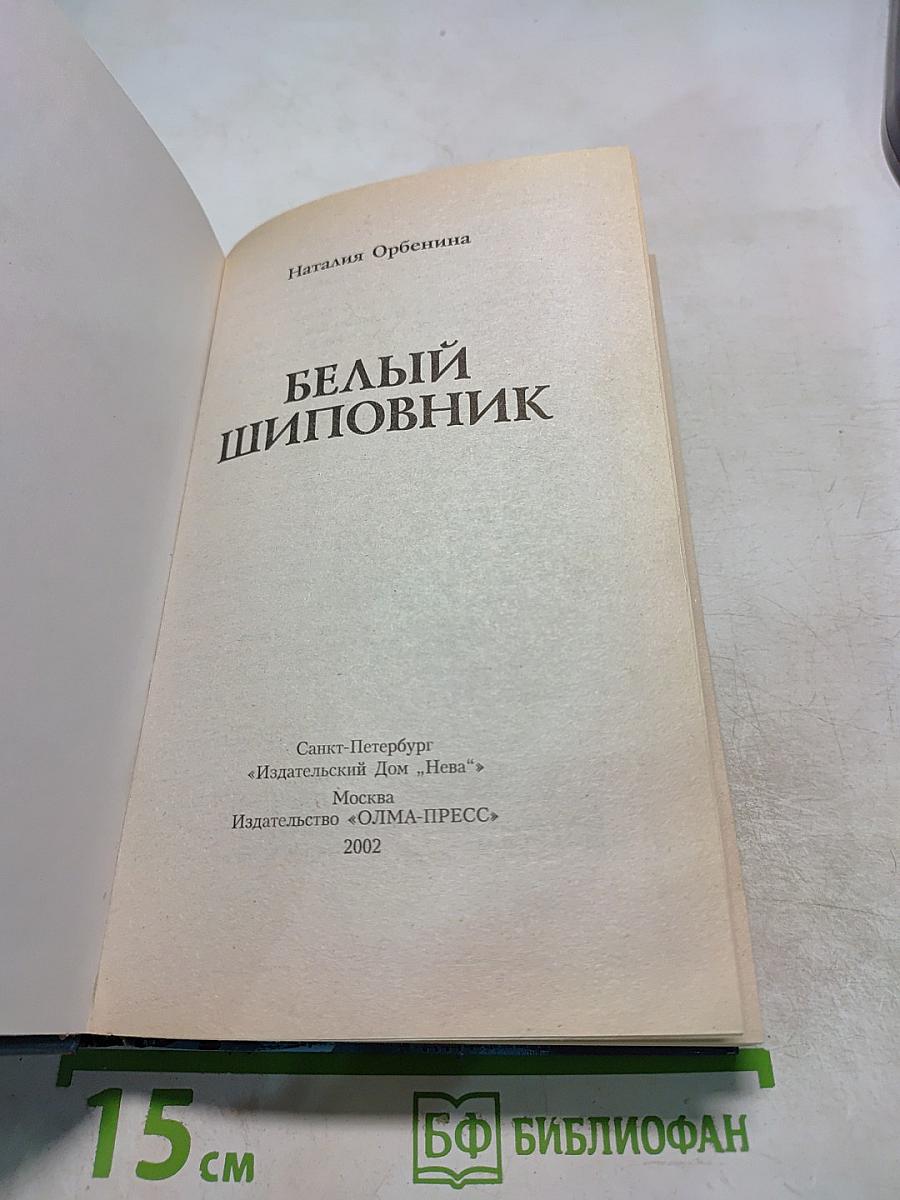 Наталия Орбенина
БЕЛЫЙ
ШИПОВНИК
Санкт-Петербург
«Издательский Дом „Нева“»
Москва
Издательство «ОЛМА-ПРЕСС»
2002
15 см
БФ БИБЛИОФАН